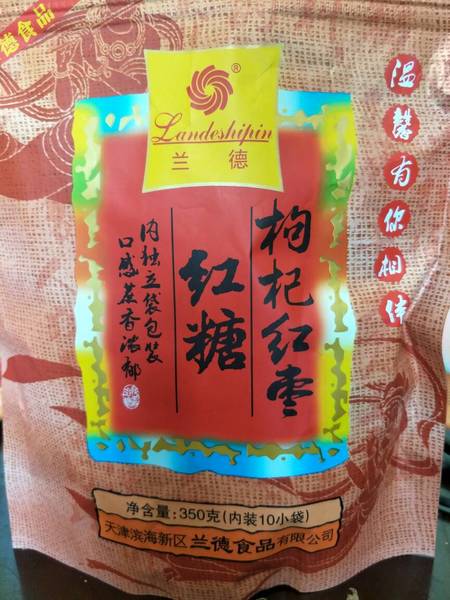 德食品
®
Landeshipin
兰德
温馨有你相伴
枸杞红枣
红糖
内独立袋包装
口感蔗香浓郁
净含量:350克(内装10小袋)
天津滨海新区兰德食品有限公司